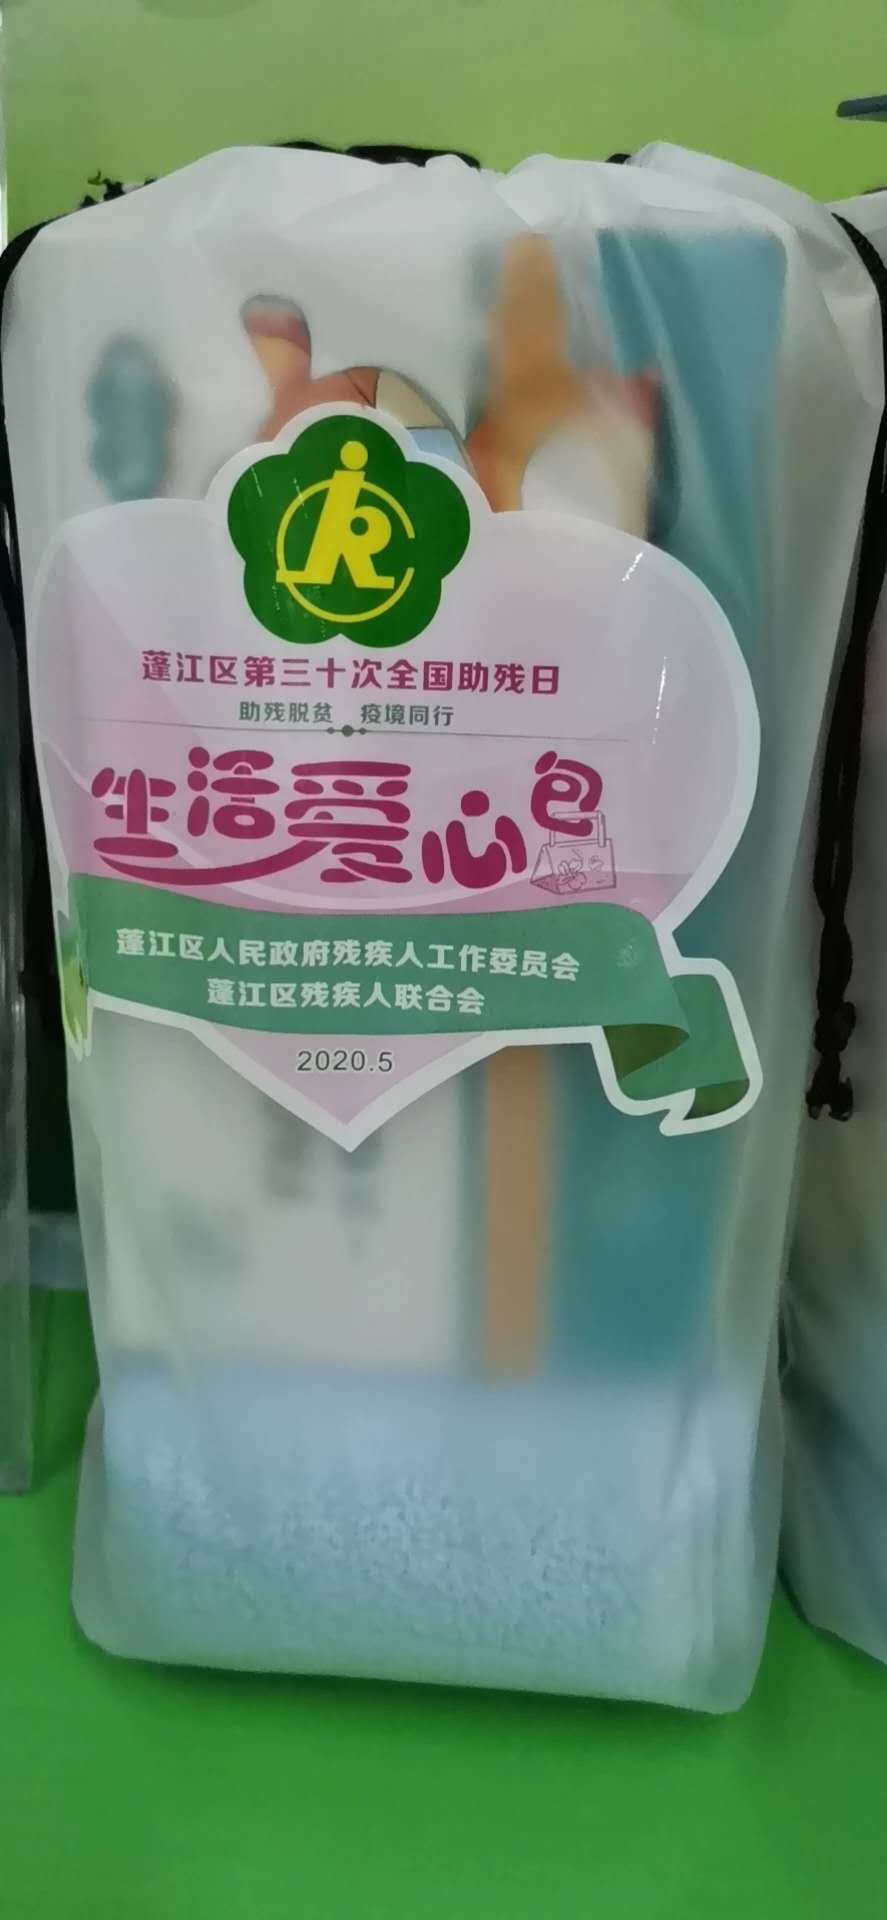 蓬江区第三十次全国助残日
助残脱贫 疫境同行
生活爱心包
蓬江区人民政府残疾人工作委员会
蓬江区残疾人联合会
2020.5